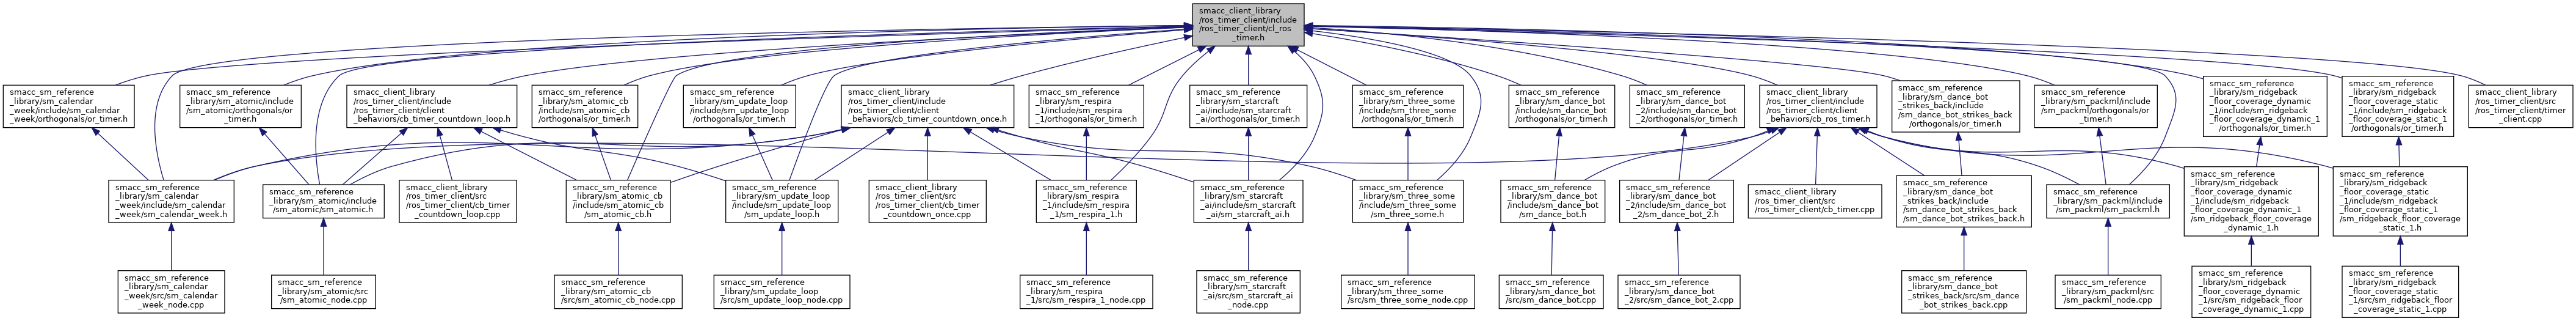 smacc_client_library
/ros_timer_client/include
/ros_timer_client/cl_ros
_timer.h
smacc_sm_reference
_library/sm_calendar
_week/include/sm_calendar
_week/orthogonals/or_timer.h
smacc_sm_reference
_library/sm_atomic/include
/sm_atomic/orthogonals/or
_timer.h
smacc_client_library
/ros_timer_client/include
/ros_timer_client/client
_behaviors/cb_timer_countdown_loop.h
smacc_sm_reference
_library/sm_atomic_cb
/include/sm_atomic_cb
/orthogonals/or_timer.h
smacc_sm_reference
_library/sm_update_loop
/include/sm_update_loop
/orthogonals/or_timer.h
smacc_client_library
/ros_timer_client/include
/ros_timer_client/client
_behaviors/cb_timer_countdown_once.h
smacc_sm_reference
_library/sm_respira
_1/include/sm_respira
_1/orthogonals/or_timer.h
smacc_sm_reference
_library/sm_starcraft
_ai/include/sm_starcraft
_ai/orthogonals/or_timer.h
smacc_sm_reference
_library/sm_three_some
/include/sm_three_some
/orthogonals/or_timer.h
smacc_sm_reference
_library/sm_dance_bot
/include/sm_dance_bot
/orthogonals/or_timer.h
smacc_sm_reference
_library/sm_dance_bot
_2/include/sm_dance_bot
_2/orthogonals/or_timer.h
smacc_client_library
/ros_timer_client/include
/ros_timer_client/client
_behaviors/cb_ros_timer.h
smacc_sm_reference
_library/sm_dance_bot
_strikes_back/include
/sm_dance_bot_strikes_back
/orthogonals/or_timer.h
smacc_sm_reference
_library/sm_packml/include
/sm_packml/orthogonals/or
_timer.h
smacc_sm_reference
_library/sm_ridgeback
_floor_coverage_dynamic
_1/include/sm_ridgeback
_floor_coverage_dynamic_1
/orthogonals/or_timer.h
smacc_sm_reference
_library/sm_ridgeback
_floor_coverage_static
_1/include/sm_ridgeback
_floor_coverage_static_1
/orthogonals/or_timer.h
smacc_client_library
/ros_timer_client/src
/ros_timer_client/timer
_client.cpp
smacc_sm_reference
_library/sm_calendar
_week/include/sm_calendar
_week/sm_calendar_week.h
smacc_sm_reference
_library/sm_atomic/include
/sm_atomic/sm_atomic.h
smacc_client_library
/ros_timer_client/src
/ros_timer_client/cb_timer
_countdown_loop.cpp
smacc_sm_reference
_library/sm_atomic_cb
/include/sm_atomic_cb
/sm_atomic_cb.h
smacc_sm_reference
_library/sm_update_loop
/include/sm_update_loop
/sm_update_loop.h
smacc_client_library
/ros_timer_client/src
/ros_timer_client/cb_timer
_countdown_once.cpp
smacc_sm_reference
_library/sm_respira
_1/include/sm_respira
_1/sm_respira_1.h
smacc_sm_reference
_library/sm_starcraft
_ai/include/sm_starcraft
_ai/sm_starcraft_ai.h
smacc_sm_reference
_library/sm_three_some
/include/sm_three_some
/sm_three_some.h
smacc_sm_reference
_library/sm_dance_bot
/include/sm_dance_bot
/sm_dance_bot.h
smacc_sm_reference
_library/sm_dance_bot
_2/include/sm_dance_bot
_2/sm_dance_bot_2.h
smacc_client_library
/ros_timer_client/src
/ros_timer_client/cb_timer.cpp
smacc_sm_reference
_library/sm_dance_bot
_strikes_back/include
/sm_dance_bot_strikes_back
/sm_dance_bot_strikes_back.h
smacc_sm_reference
_library/sm_packml/include
/sm_packml/sm_packml.h
smacc_sm_reference
_library/sm_ridgeback
_floor_coverage_dynamic
_1/include/sm_ridgeback
_floor_coverage_dynamic_1
/sm_ridgeback_floor_coverage
_dynamic_1.h
smacc_sm_reference
_library/sm_ridgeback
_floor_coverage_static
_1/include/sm_ridgeback
_floor_coverage_static_1
/sm_ridgeback_floor_coverage
_static_1.h
smacc_sm_reference
_library/sm_calendar
_week/src/sm_calendar
_week_node.cpp
smacc_sm_reference
_library/sm_atomic/src
/sm_atomic_node.cpp
smacc_sm_reference
_library/sm_atomic_cb
/src/sm_atomic_cb_node.cpp
smacc_sm_reference
_library/sm_update_loop
/src/sm_update_loop_node.cpp
smacc_sm_reference
_library/sm_respira
_1/src/sm_respira_1_node.cpp
smacc_sm_reference
_library/sm_starcraft
_ai/src/sm_starcraft_ai
_node.cpp
smacc_sm_reference
_library/sm_three_some
/src/sm_three_some_node.cpp
smacc_sm_reference
_library/sm_dance_bot
/src/sm_dance_bot.cpp
smacc_sm_reference
_library/sm_dance_bot
_2/src/sm_dance_bot_2.cpp
smacc_sm_reference
_library/sm_dance_bot
_strikes_back/src/sm_dance
_bot_strikes_back.cpp
smacc_sm_reference
_library/sm_packml/src
/sm_packml_node.cpp
smacc_sm_reference
_library/sm_ridgeback
_floor_coverage_dynamic
_1/src/sm_ridgeback_floor
_coverage_dynamic_1.cpp
smacc_sm_reference
_library/sm_ridgeback
_floor_coverage_static
_1/src/sm_ridgeback_floor
_coverage_static_1.cpp